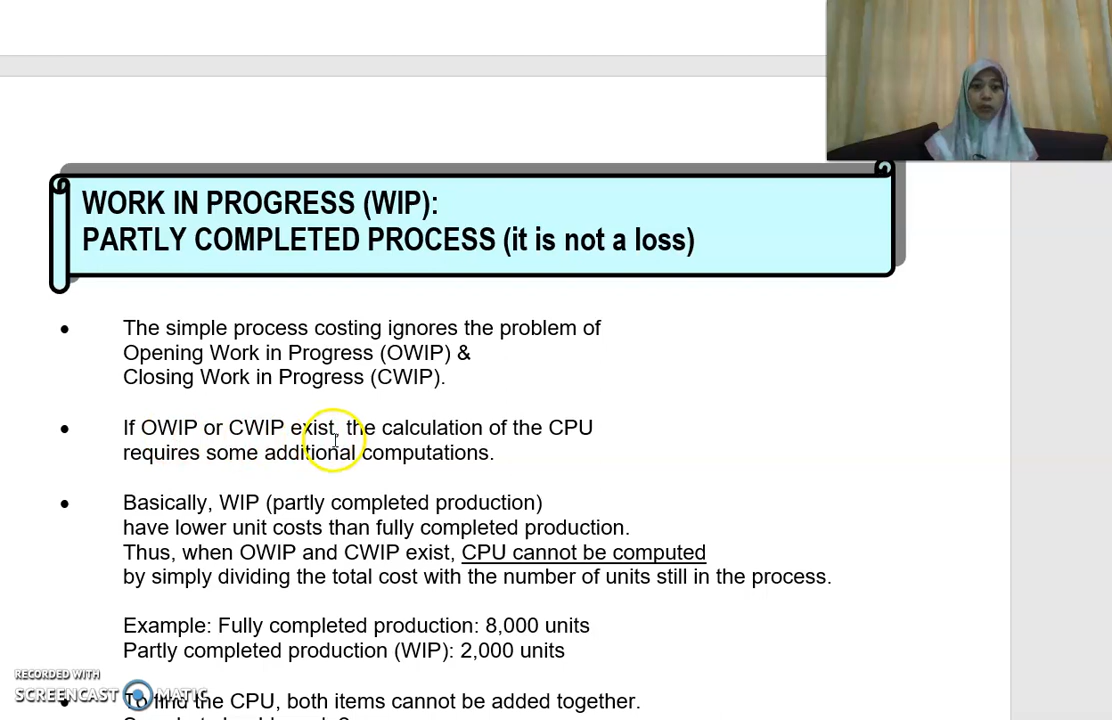 WORK IN PROGRESS (WIP):
PARTLY COMPLETED PROCESS (it is not a loss)
• The simple process costing ignores the problem of
Opening Work in Progress (OWIP) &
Closing Work in Progress (CWIP).
• If OWIP or CWIP exist, the calculation of the CPU
requires some additional computations.
• Basically, WIP (partly completed production)
have lower unit costs than fully completed production.
Thus, when OWIP and CWIP exist, CPU cannot be computed
by simply dividing the total cost with the number of units still in the process.
Example: Fully completed production: 8,000 units
Partly completed production (WIP): 2,000 units
RECORDED WITH
SCREENCAST MATIC
• To find the CPU, both items cannot be added together.